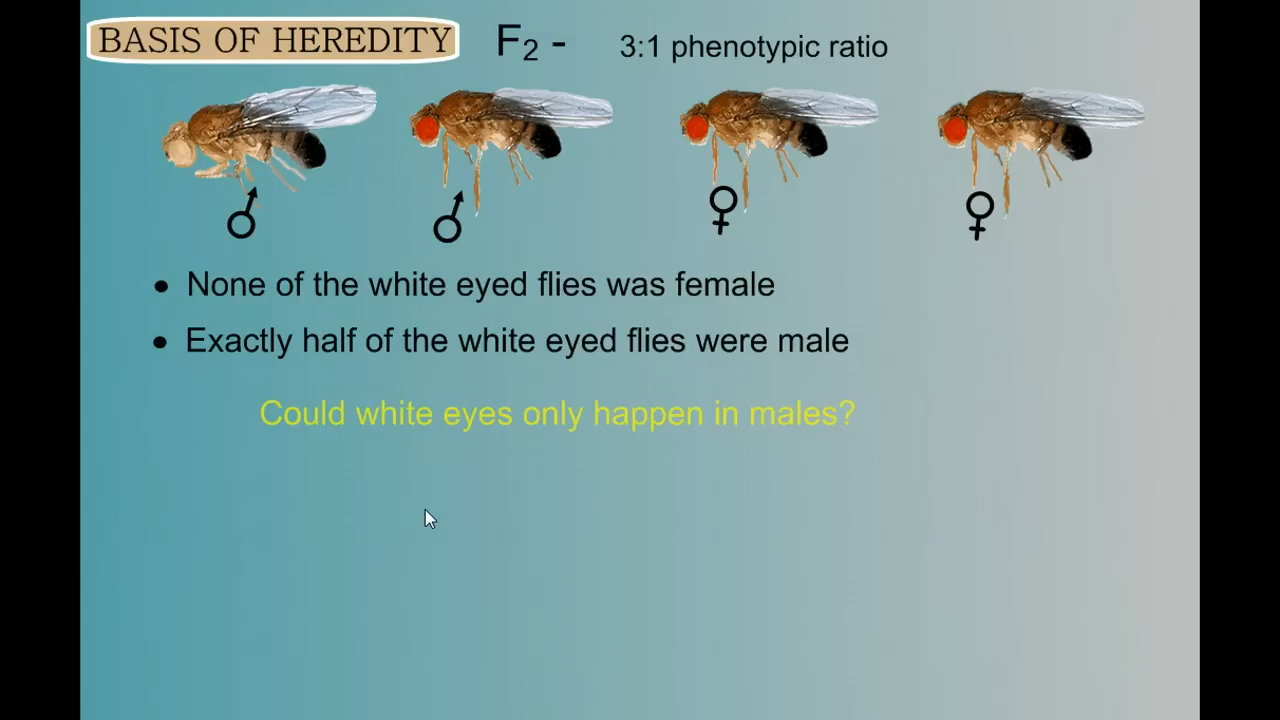 BASIS OF HEREDITY F₂ - 3:1 phenotypic ratio
♂ ♂ ♀ ♀
• None of the white eyed flies was female
• Exactly half of the white eyed flies were male
Could white eyes only happen in males?